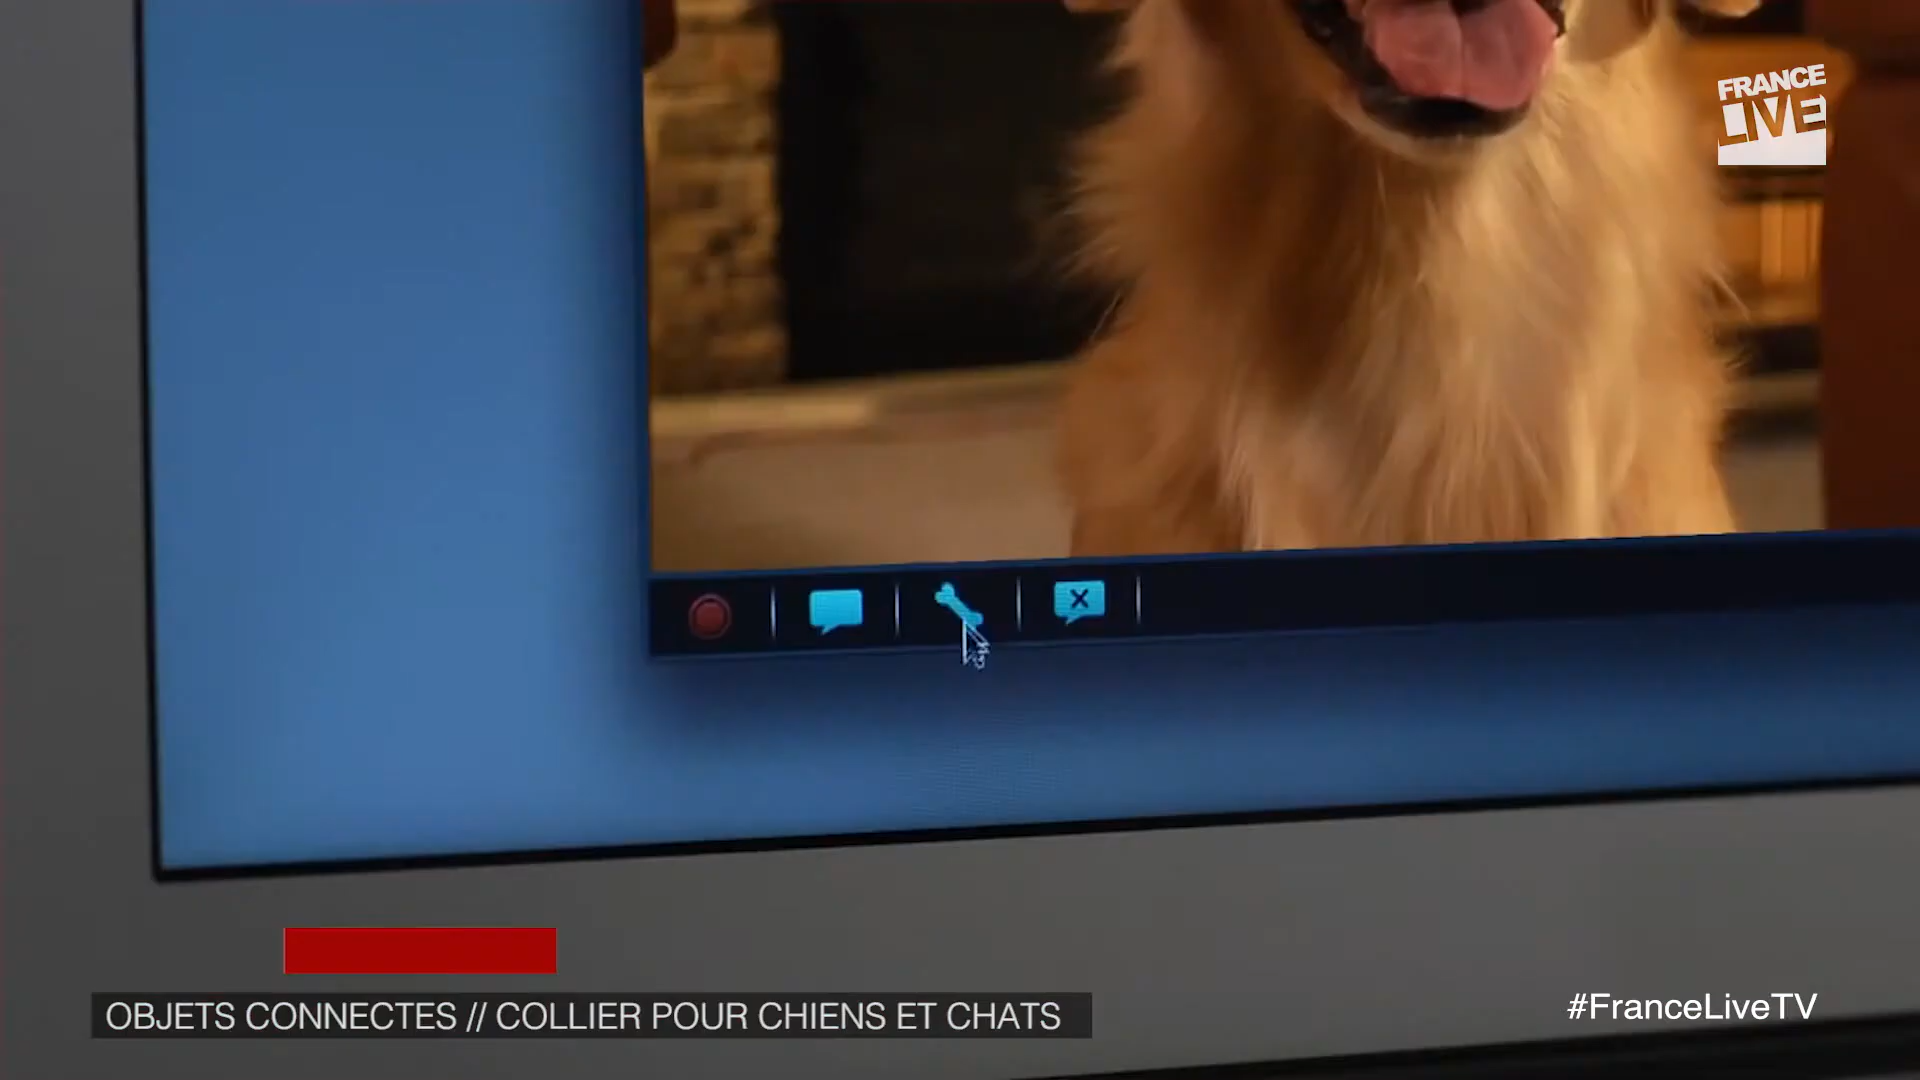 FRANCE
LIVE
OBJETS CONNECTES // COLLIER POUR CHIENS ET CHATS
#FranceLiveTV